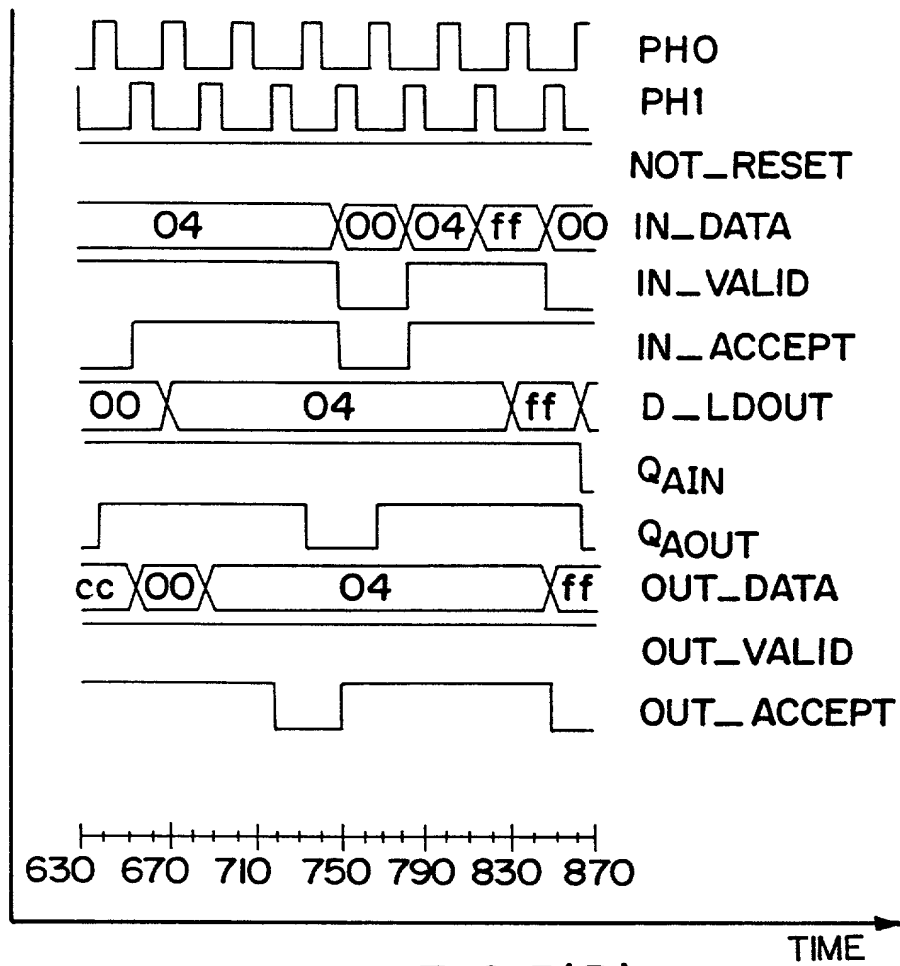 PH0
PH1
NOT_RESET
04 00 04 ff 00 IN_DATA
IN_VALID
IN_ACCEPT
00 04 ff D_LDOUT
QAIN
QAOUT
cc 00 04 ff OUT_DATA
OUT_VALID
OUT_ACCEPT
630 670 710 750 790 830 870
TIME